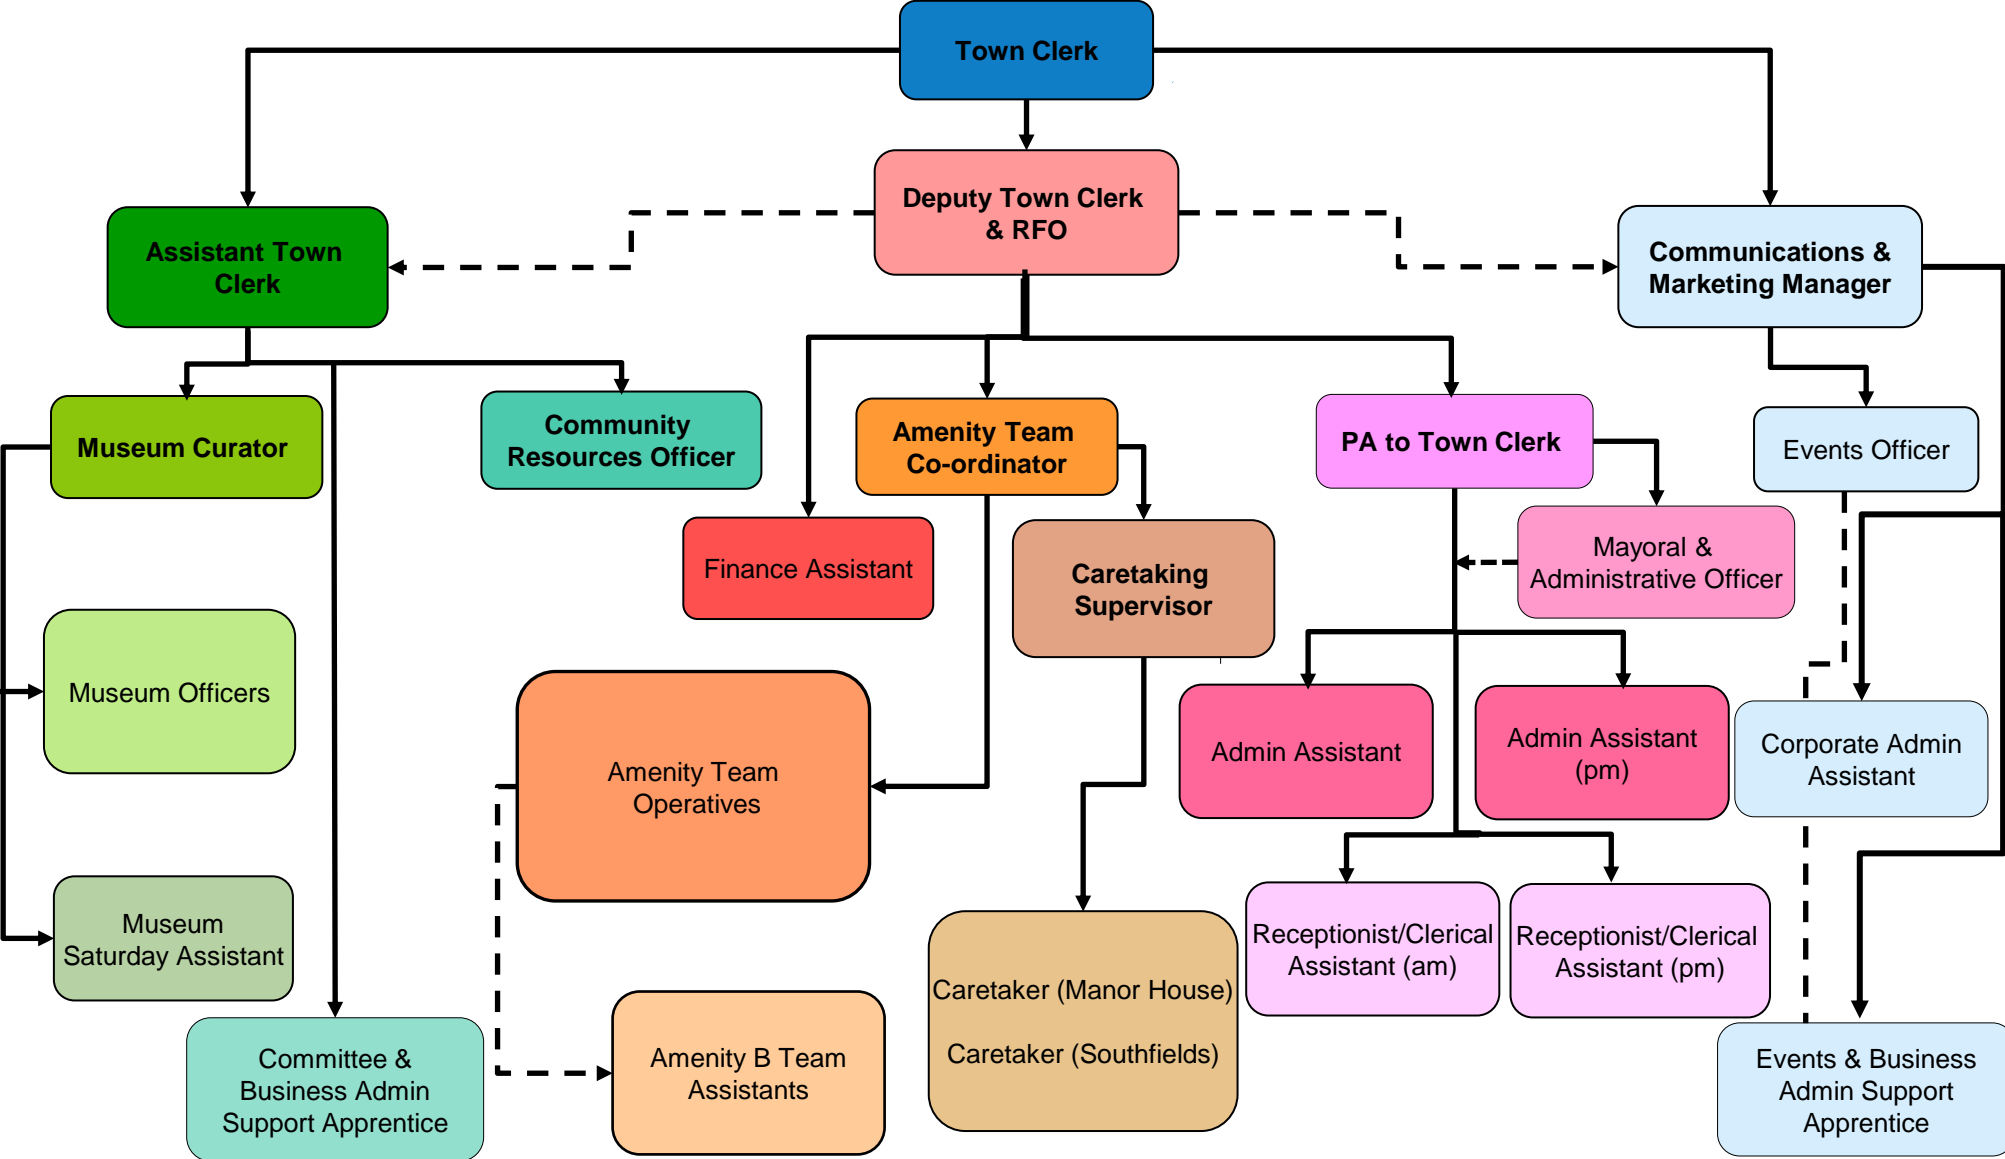 Town Clerk
Deputy Town Clerk
& RFO
Assistant Town
Clerk
Communications &
Marketing Manager
Museum Curator
Community
Resources Officer
Amenity Team
Co-ordinator
PA to Town Clerk
Events Officer
Finance Assistant
Caretaking
Supervisor
Mayoral &
Administrative Officer
Museum Officers
Amenity Team
Operatives
Admin Assistant
Admin Assistant
(pm)
Corporate Admin
Assistant
Museum
Saturday Assistant
Receptionist/Clerical
Assistant (am)
Receptionist/Clerical
Assistant (pm)
Caretaker (Manor House)
Caretaker (Southfields)
Committee &
Business Admin
Support Apprentice
Amenity B Team
Assistants
Events & Business
Admin Support
Apprentice